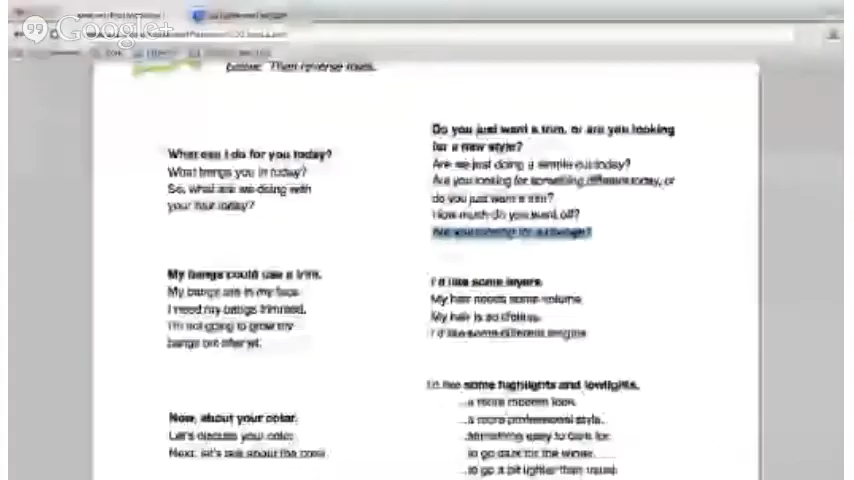 Google+
below. Then reverse roles.
What can I do for you today?
What brings you in today?
So, what are we doing with
your hair today?
Do you just want a trim, or are you looking
for a new style?
Are we just doing a simple cut today?
Are you looking for something different today, or
do you just want a trim?
How much do you want off?
Are you looking for a change?
My bangs could use a trim.
My bangs are in my face.
I need my bangs trimmed.
I'm not going to grow my
bangs out after all.
I'd like some layers.
My hair needs some volume.
My hair is so lifeless.
I'd like some different lengths.
Now, about your color.
Let's discuss your color.
Next, let's talk about the color.
I'd like some highlights and lowlights.
...a more modern look.
...a more professional style.
...something easy to care for.
...to go dark for the winter.
...to go a bit lighter than usual.